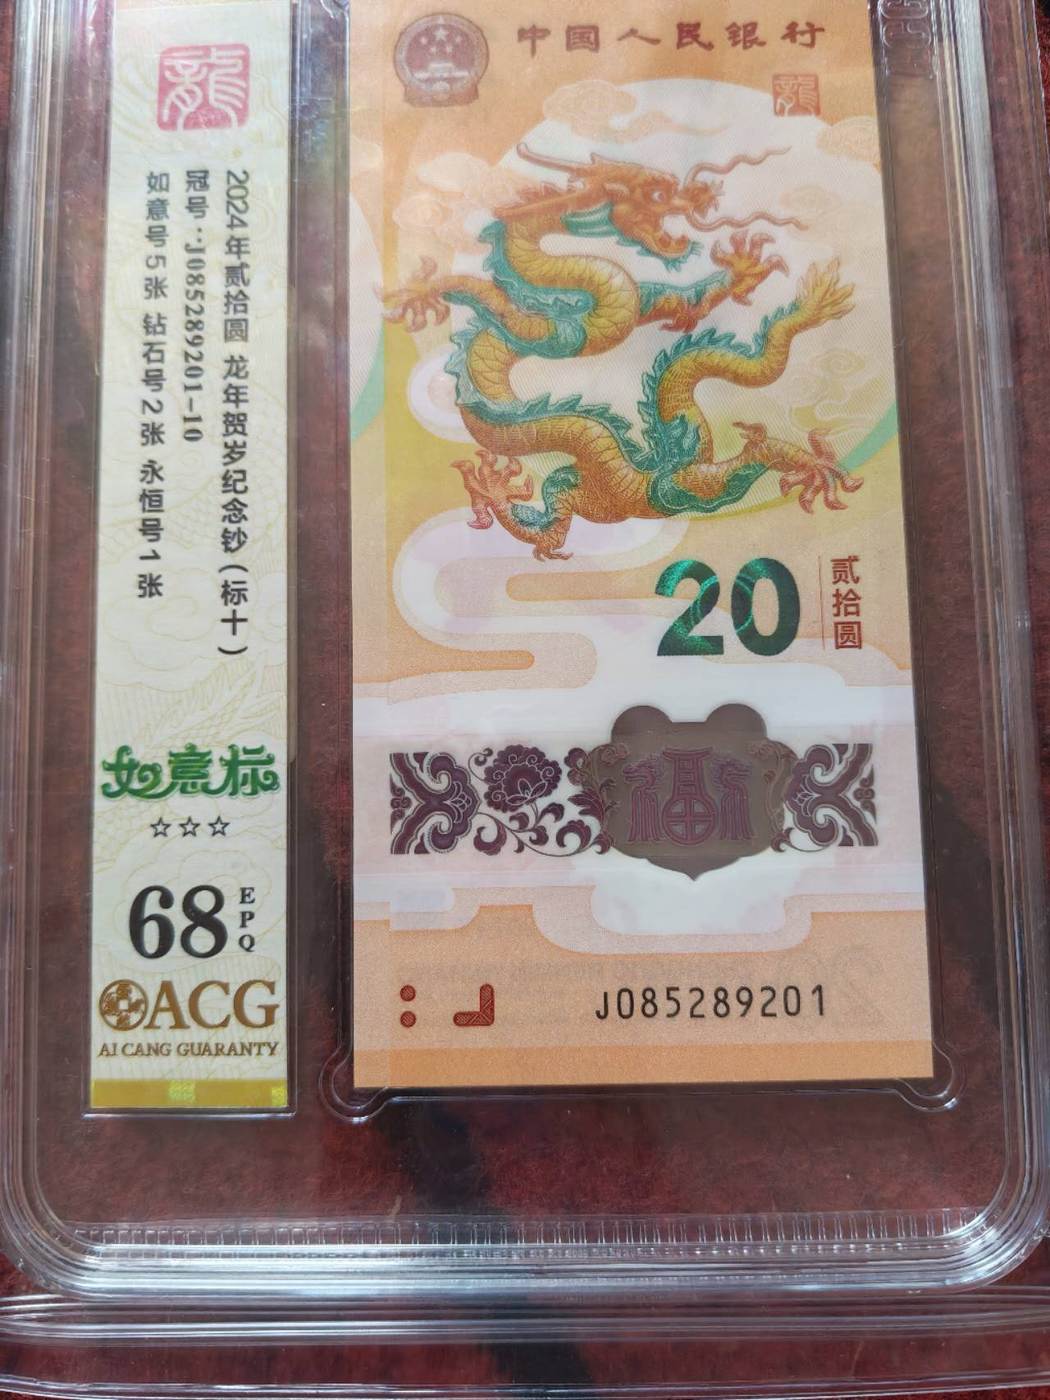 龍
2024年贰拾圆 龙年贺岁纪念钞(标十)
冠号:J085289201-10
如意号5张 钻石号2张 永恒号1张
如意标
☆☆☆
68
EPQ
ACG
AI CANG GUARANTY
中国人民银行
龍
20
贰拾圆
福
J085289201